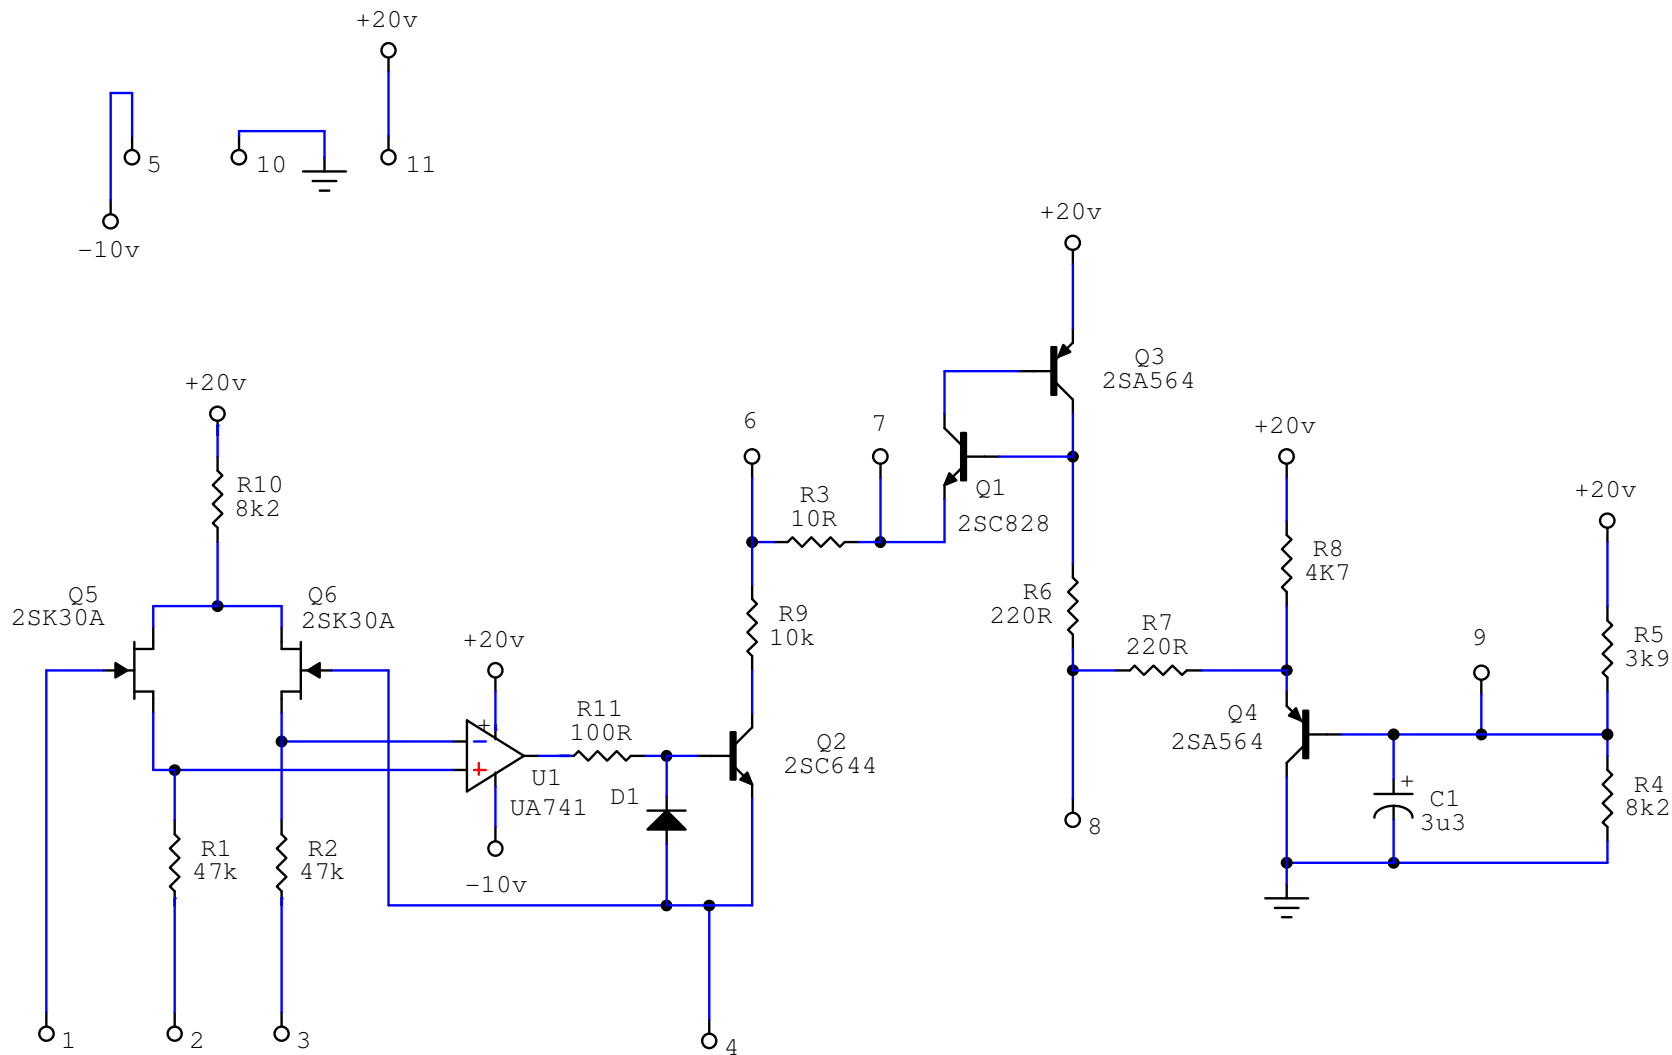 +20v
5
10
11
-10v
+20v
Q3
2SA564
+20v
6
7
+20v
R10
8k2
Q1
2SC828
R3
10R
+20v
R8
4K7
Q5
2SK30A
Q6
2SK30A
R9
10k
R6
220R
R7
220R
9
R5
3k9
+20v
R11
100R
Q4
2SA564
Q2
2SC644
+
-
+
U1
UA741
D1
+
C1
3u3
R4
8k2
8
R1
47k
R2
47k
-10v
1
2
3
4